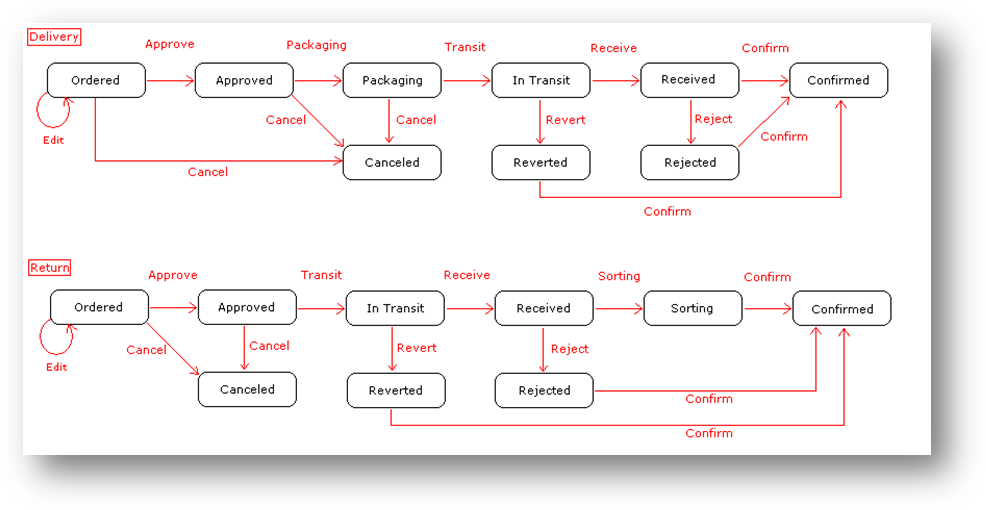 Delivery
Approve Packaging Transit Receive Confirm
Ordered Approved Packaging In Transit Received Confirmed
Edit Cancel Cancel Revert Reject Confirm
Canceled Reverted Rejected
Cancel
Confirm
Return
Approve Transit Receive Sorting Confirm
Ordered Approved In Transit Received Sorting Confirmed
Edit Cancel Cancel Revert Reject
Canceled Reverted Rejected
Confirm
Confirm